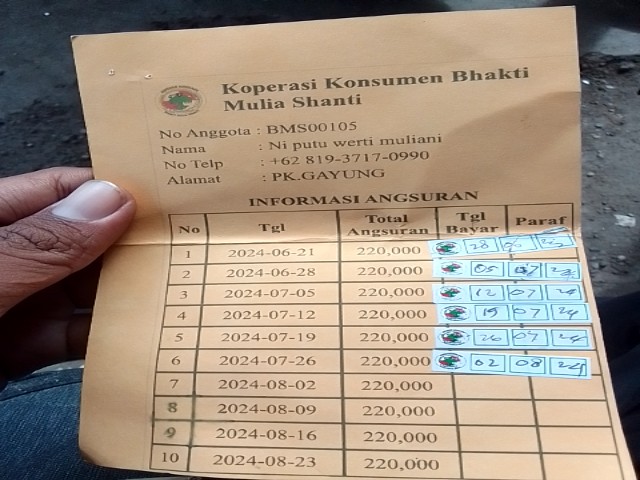 Koperasi Konsumen Bhakti
Mulia Shanti
No Anggota : BMS00105
Nama : Ni putu werti muliani
No Telp : +62 819-3717-0990
Alamat : PK.GAYUNG
INFORMASI ANGSURAN
No Tgl Total Angsuran Tgl Bayar Paraf
1 2024-06-21 220,000 28
2 2024-06-28 220,000 05 07 24
3 2024-07-05 220,000 12 07 24
4 2024-07-12 220,000 19 07 24
5 2024-07-19 220,000 26 07 24
6 2024-07-26 220,000 02 08 24
7 2024-08-02 220,000
8 2024-08-09 220,000
9 2024-08-16 220,000
10 2024-08-23 220,000